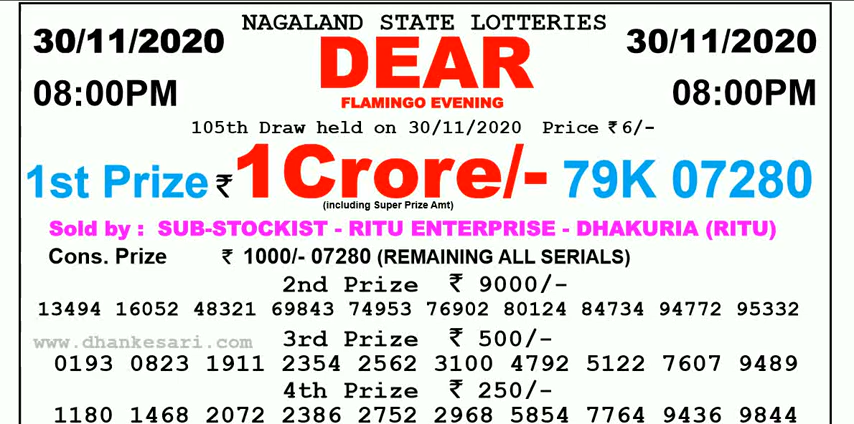 NAGALAND STATE LOTTERIES
30/11/2020 DEAR 30/11/2020
08:00PM FLAMINGO EVENING 08:00PM
105th Draw held on 30/11/2020 Price ₹ 6/-
1st Prize ₹ 1Crore/- 79K 07280
(including Super Prize Amt)
Sold by : SUB-STOCKIST - RITU ENTERPRISE - DHAKURIA (RITU)
Cons. Prize ₹ 1000/- 07280 (REMAINING ALL SERIALS)
2nd Prize ₹ 9000/-
13494 16052 48321 69843 74953 76902 80124 84734 94772 95332
www.dhankesari.com 3rd Prize ₹ 500/-
0193 0823 1911 2354 2562 3100 4792 5122 7607 9489
4th Prize ₹ 250/-
1180 1468 2072 2386 2752 2968 5854 7764 9436 9844